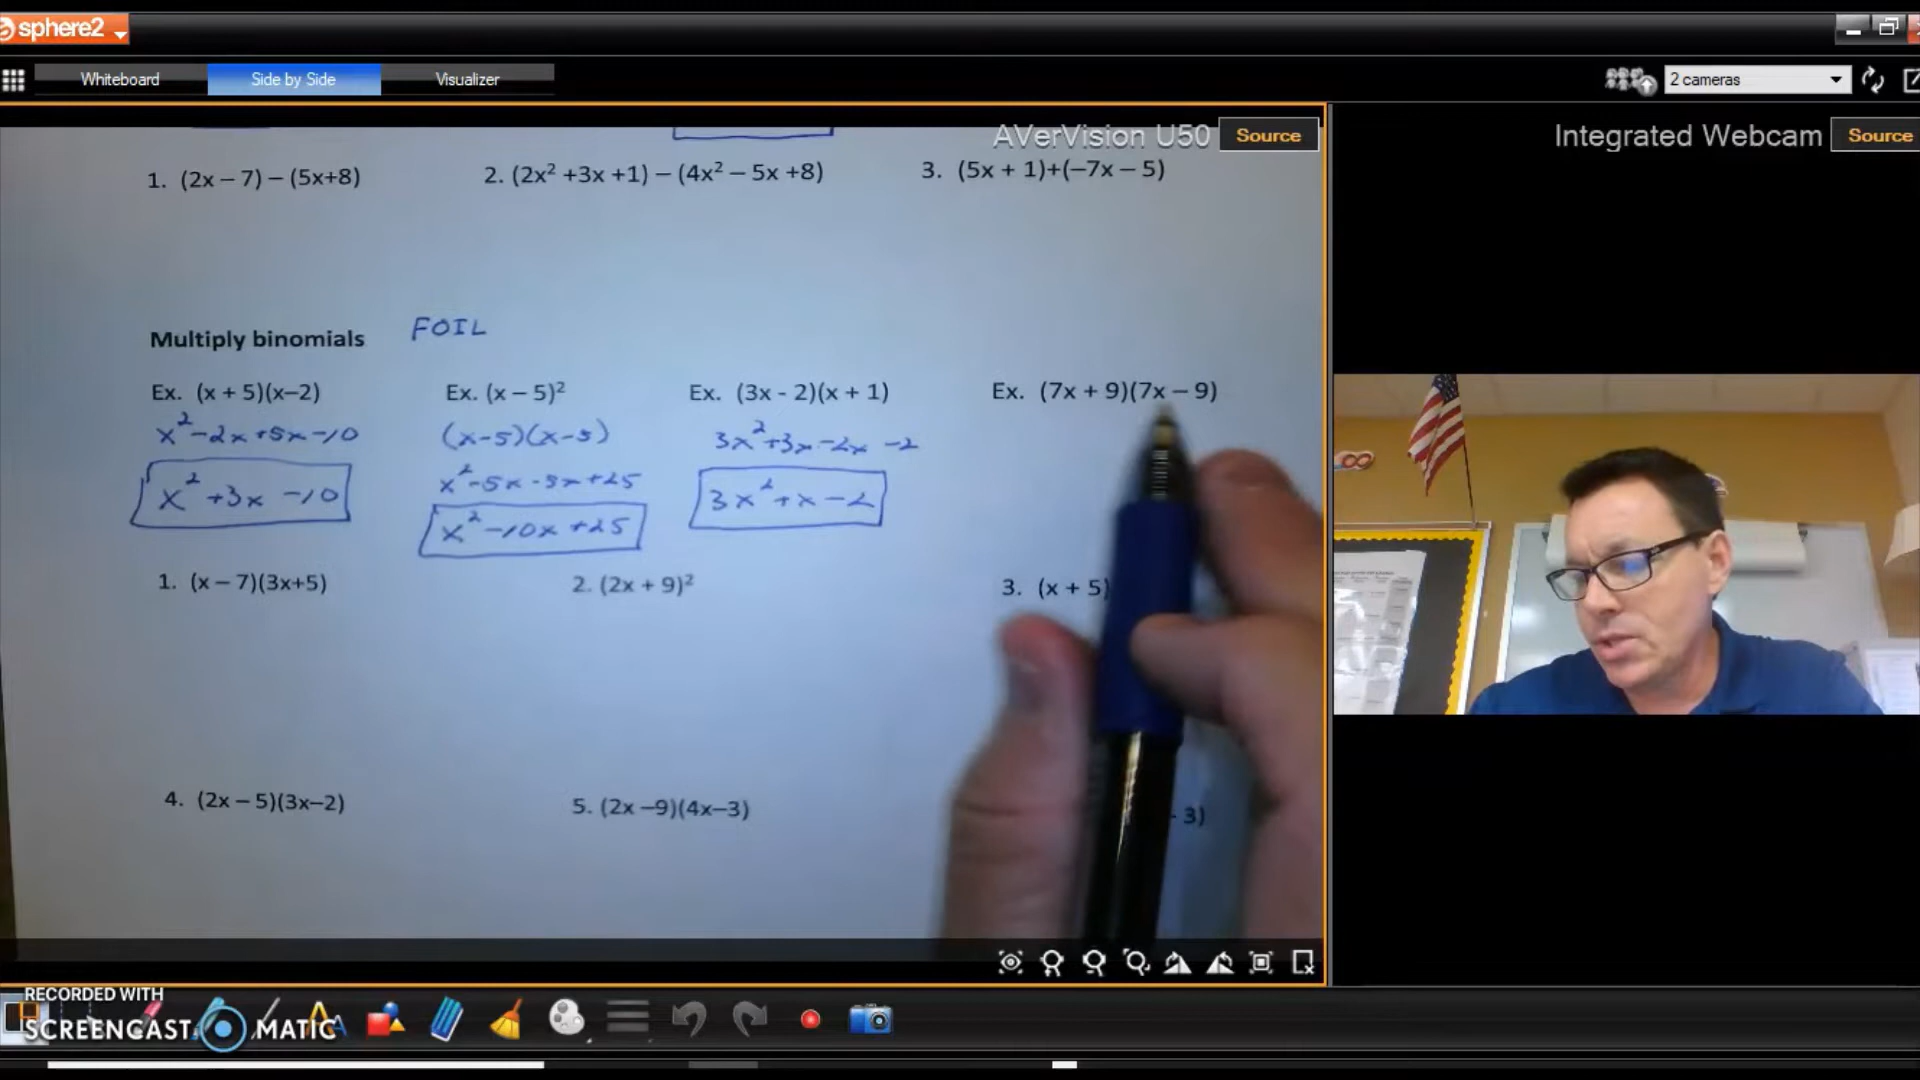 sphere2
Whiteboard
Side by Side
Visualizer
2 cameras
AVerVision U50
Source
Integrated Webcam
Source
1. (2x – 7) – (5x+8)
2. (2x² +3x +1) – (4x² – 5x +8)
3. (5x + 1)+(–7x – 5)
Multiply binomials
FOIL
Ex. (x + 5)(x–2)
x² -2x +5x -10
x² +3x -10
Ex. (x – 5)²
(x-5)(x-5)
x² -5x -5x +25
x² -10x +25
Ex. (3x - 2)(x + 1)
3x² +3x -2x -2
3x² +x -2
Ex. (7x + 9)(7x – 9)
1. (x – 7)(3x+5)
2. (2x + 9)²
3. (x + 5)
4. (2x – 5)(3x–2)
5. (2x –9)(4x–3)
- 3)
RECORDED WITH
SCREENCAST MATIC